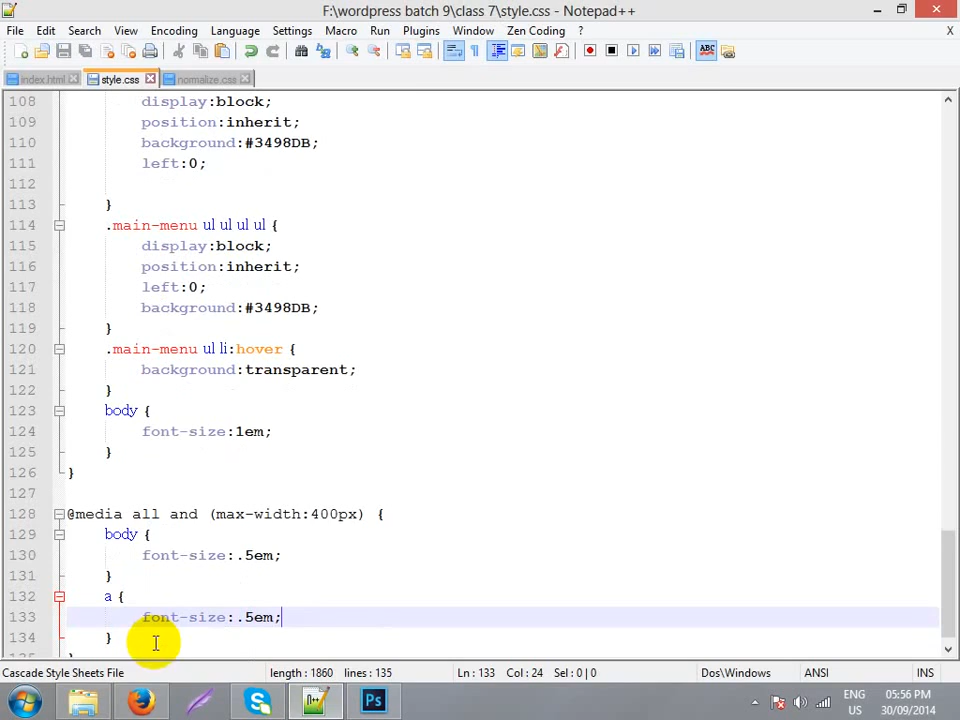 F:\wordpress batch 9\class 7\style.css - Notepad++
File Edit Search View Encoding Language Settings Macro Run Plugins Window Zen Coding ? X
index.html style.css normalize.css
108 display:block;
109 position:inherit;
110 background:#3498DB;
111 left:0;
112
113 }
114 .main-menu ul ul ul ul {
115 display:block;
116 position:inherit;
117 left:0;
118 background:#3498DB;
119 }
120 .main-menu ul li:hover {
121 background:transparent;
122 }
123 body {
124 font-size:1em;
125 }
126 }
127
128 @media all and (max-width:400px) {
129 body {
130 font-size:.5em;
131 }
132 a {
133 font-size:.5em;
134 }
135 }
Cascade Style Sheets File length : 1860 lines : 135 Ln : 133 Col : 24 Sel : 0 | 0 Dos\Windows ANSI INS
ENG 05:56 PM
US 30/09/2014